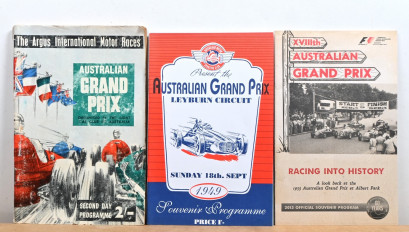 The Argus International Motor Races
AUSTRALIAN
GRAND
PRIX
SECOND DAY
PROGRAMME 2/-
Present the
AUSTRALIAN GRAND PRIX
LEYBURN CIRCUIT
SUNDAY 18th. SEPT
1949
Souvenir Programme
PRICE 1'-
XVIIIth
AUSTRALIAN
GRAND PRIX
START FINISH
RACING INTO HISTORY
A look back at the
1953 Australian Grand Prix at Albert Park
2013 OFFICIAL SOUVENIR PROGRAM